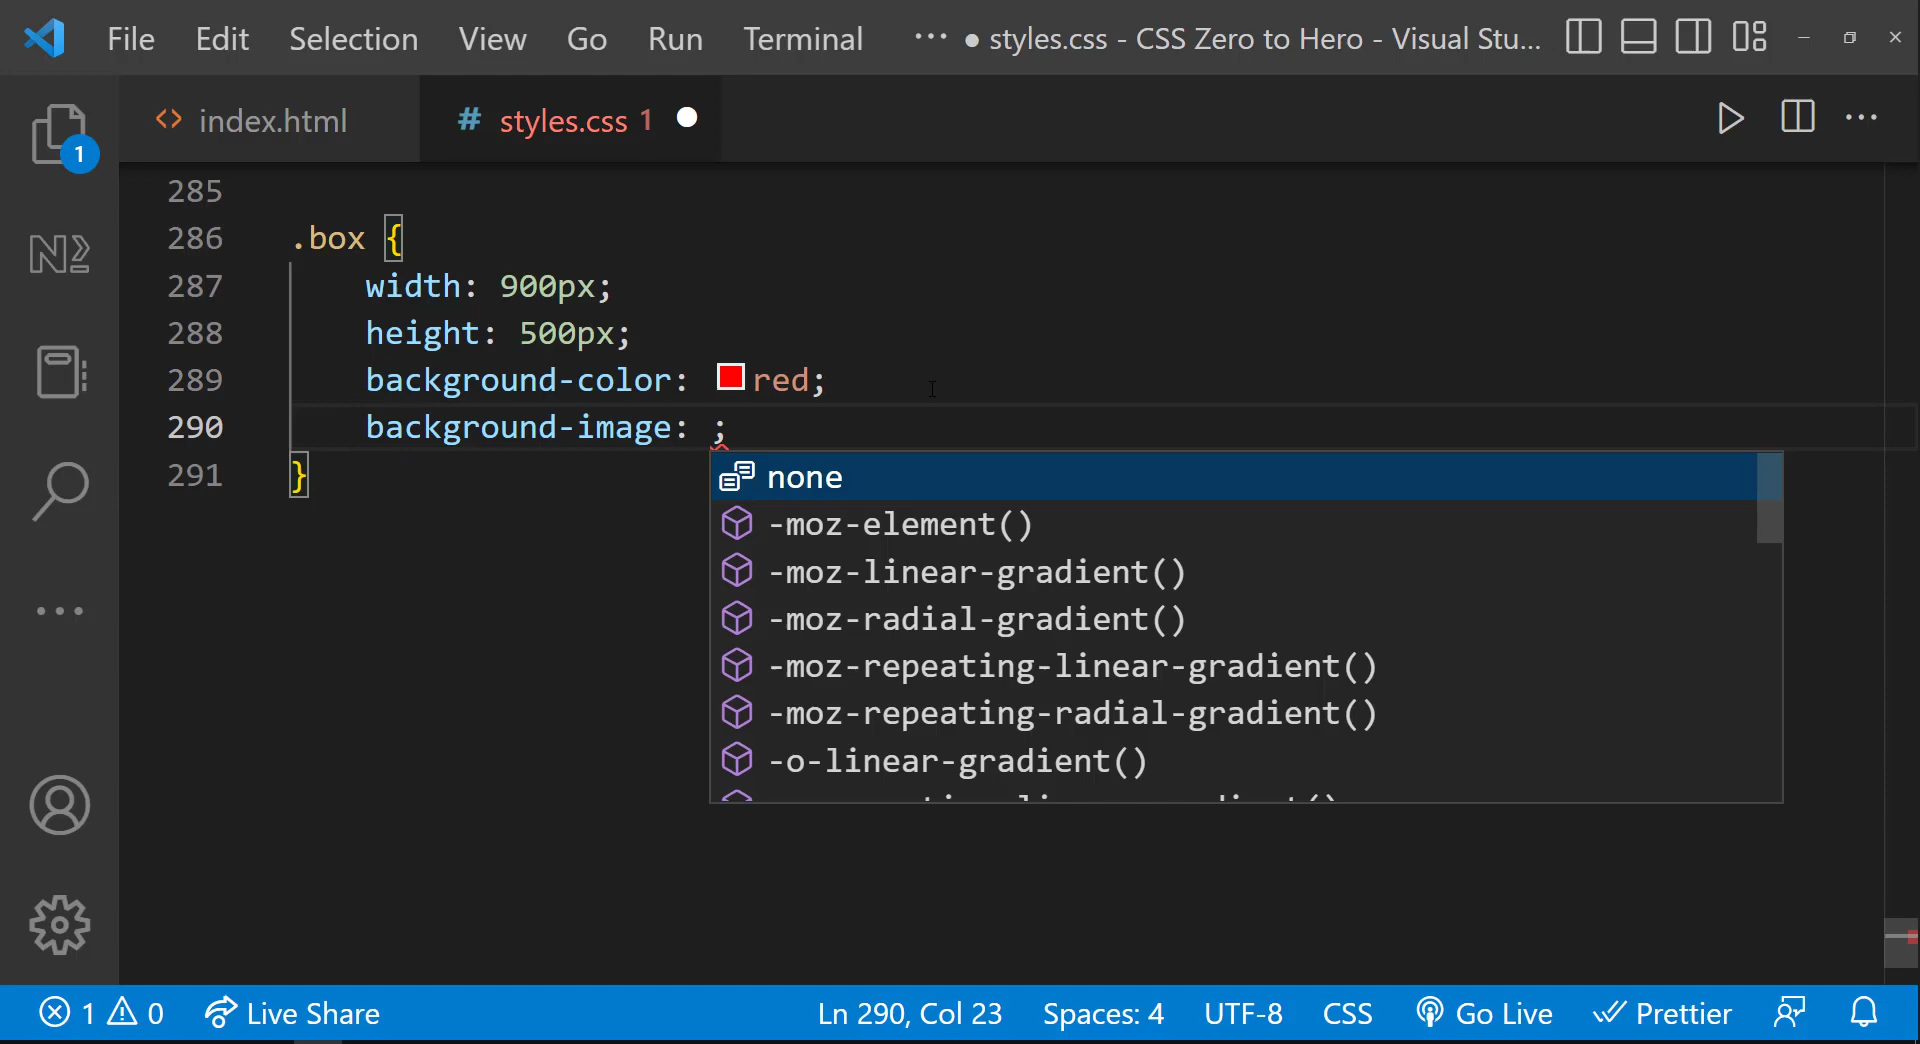 File Edit Selection View Go Run Terminal ··· ● styles.css - CSS Zero to Hero - Visual Stu...
<> index.html # styles.css 1 ● ···
1
285
286 .box {
287 width: 900px;
288 height: 500px;
289 background-color: red;
290 background-image: ;
291 }
none
-moz-element()
-moz-linear-gradient()
-moz-radial-gradient()
-moz-repeating-linear-gradient()
-moz-repeating-radial-gradient()
-o-linear-gradient()
1 0 Live Share Ln 290, Col 23 Spaces: 4 UTF-8 CSS Go Live Prettier